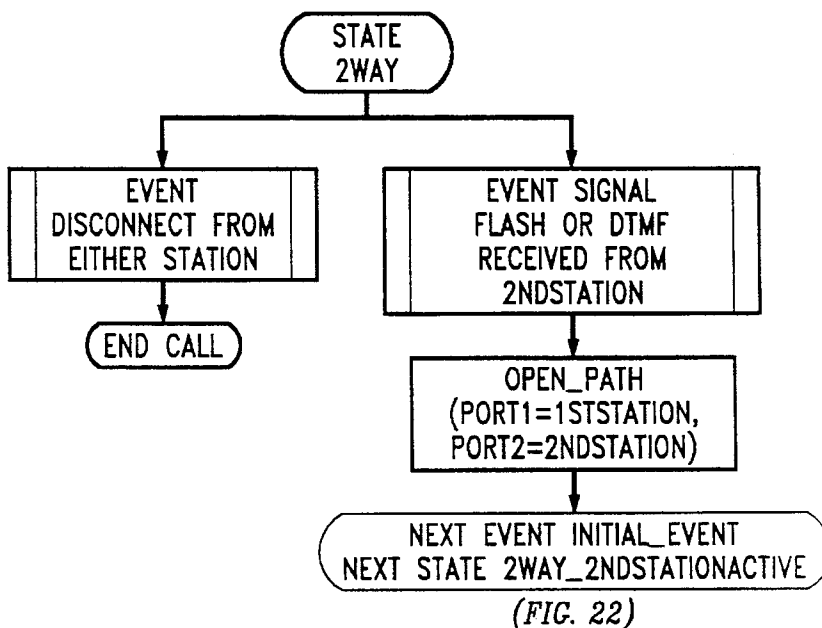 STATE
2WAY
EVENT
DISCONNECT FROM
EITHER STATION
END CALL
EVENT SIGNAL
FLASH OR DTMF
RECEIVED FROM
2NDSTATION
OPEN_PATH
(PORT1=1STSTATION,
PORT2=2NDSTATION)
NEXT EVENT INITIAL_EVENT
NEXT STATE 2WAY_2NDSTATIONACTIVE
(FIG. 22)